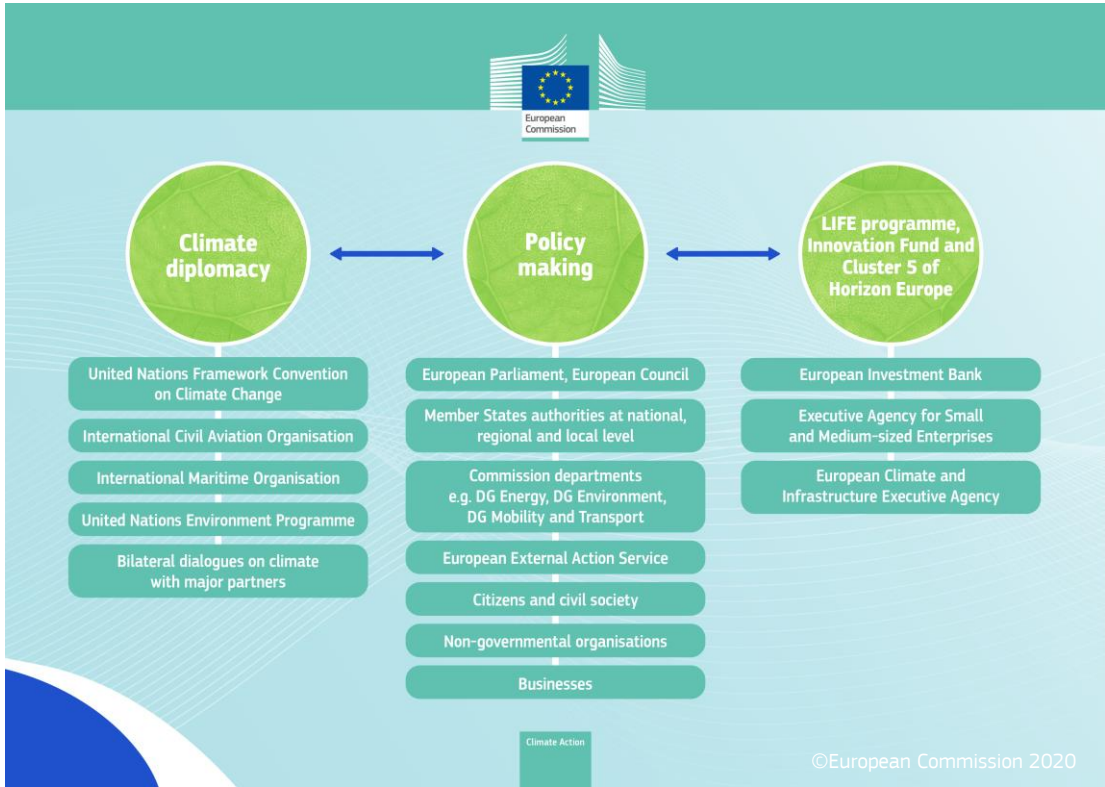 European
Commission
Climate
diplomacy
United Nations Framework Convention
on Climate Change
International Civil Aviation Organisation
International Maritime Organisation
United Nations Environment Programme
Bilateral dialogues on climate
with major partners
Policy
making
European Parliament, European Council
Member States authorities at national,
regional and local level
Commission departments
e.g. DG Energy, DG Environment,
DG Mobility and Transport
European External Action Service
Citizens and civil society
Non-governmental organisations
Businesses
LIFE programme,
Innovation Fund and
Cluster 5 of
Horizon Europe
European Investment Bank
Executive Agency for Small
and Medium-sized Enterprises
European Climate and
Infrastructure Executive Agency
Climate Action
©European Commission 2020